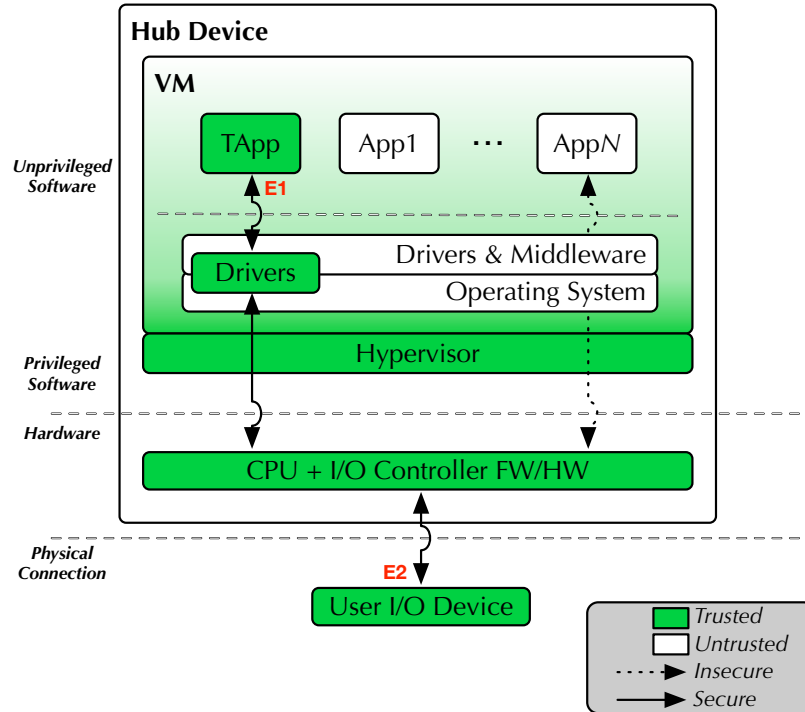 Hub Device
VM
TApp
App1
...
AppN
Unprivileged
Software
E1
Drivers & Middleware
Drivers
Operating System
Hypervisor
Privileged
Software
Hardware
CPU + I/O Controller FW/HW
Physical
Connection
E2
User I/O Device
Trusted
Untrusted
Insecure
Secure